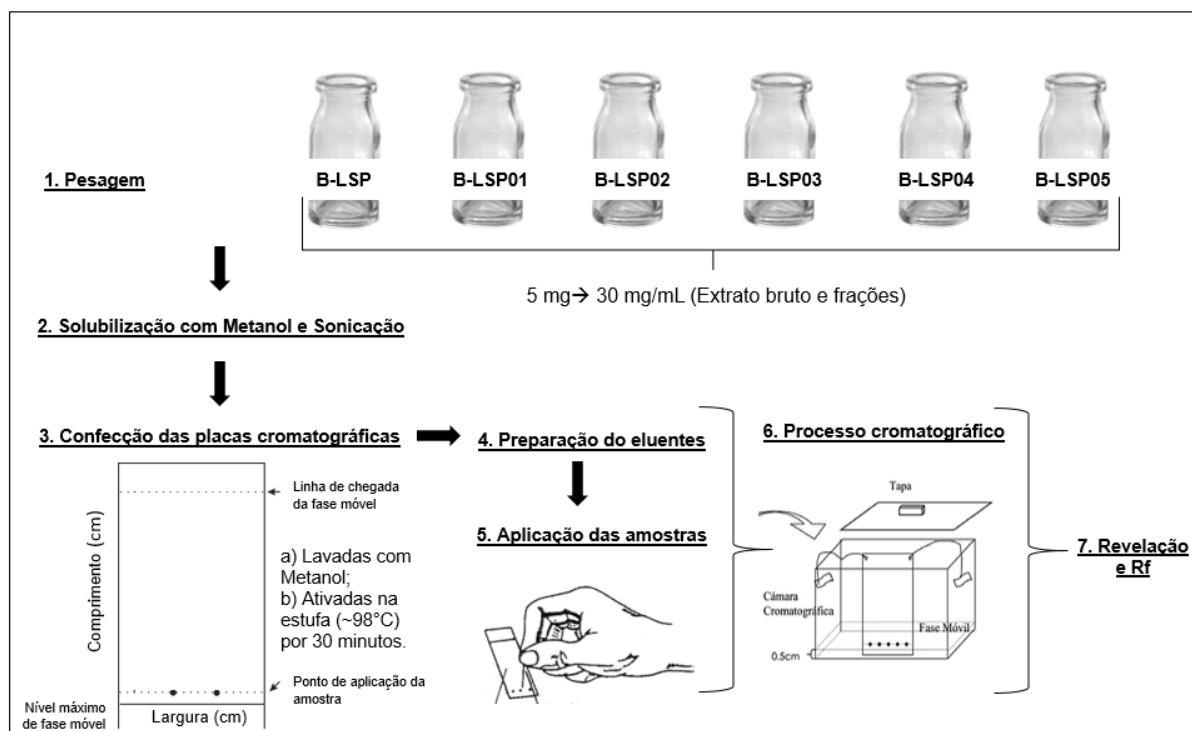 1. Pesagem
B-LSP
B-LSP01
B-LSP02
B-LSP03
B-LSP04
B-LSP05
5 mg→ 30 mg/mL (Extrato bruto e frações)
2. Solubilização com Metanol e Sonicação
3. Confecção das placas cromatográficas
Comprimento (cm)
Linha de chegada
da fase móvel
a) Lavadas com
Metanol;
b) Ativadas na
estufa (~98°C)
por 30 minutos.
Ponto de aplicação da
amostra
Nível máximo
de fase móvel
Largura (cm)
4. Preparação do eluentes
5. Aplicação das amostras
6. Processo cromatográfico
Tapa
Cámara
Cromatográfica
Fase Móvil
0.5cm
7. Revelação
e Rf